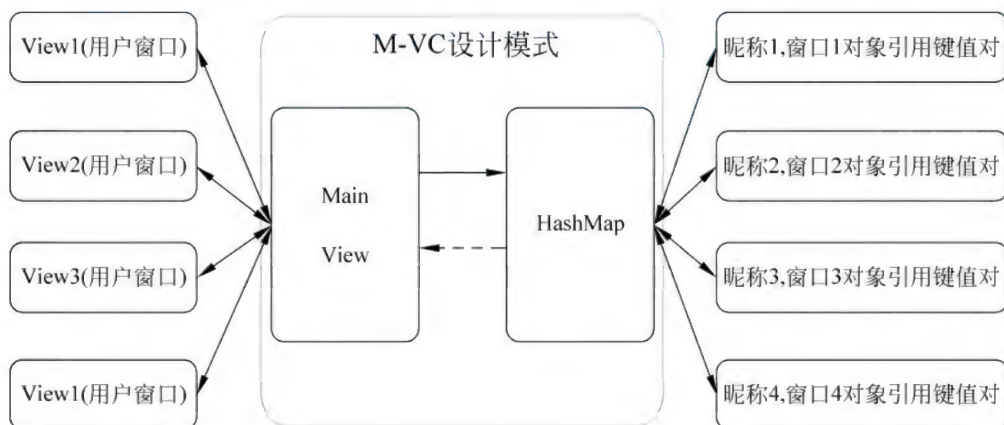 M-VC设计模式
View1(用户窗口)
View2(用户窗口)
View3(用户窗口)
View1(用户窗口)
Main
View
HashMap
昵称1,窗口1对象引用键值对
昵称2,窗口2对象引用键值对
昵称3,窗口3对象引用键值对
昵称4,窗口4对象引用键值对